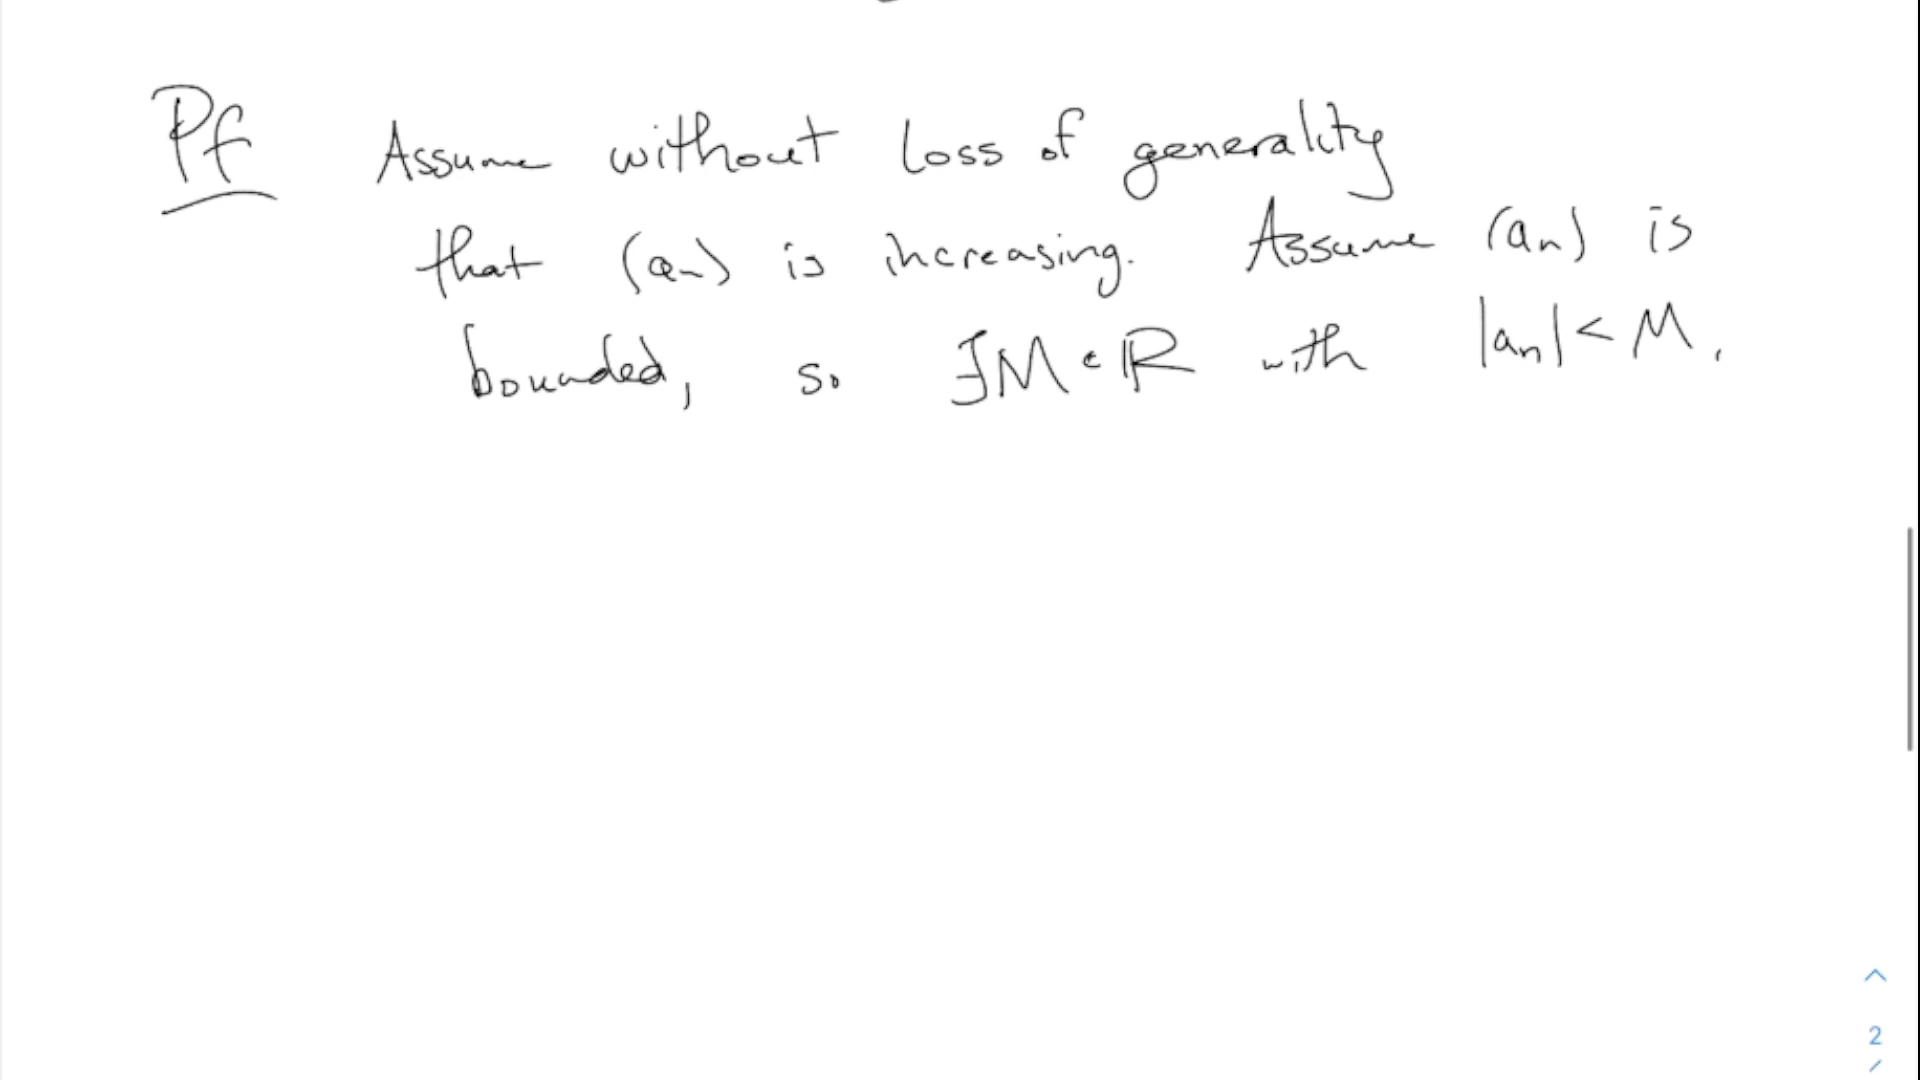 Pf Assume without loss of generality
that (an) is increasing. Assume (an) is
bounded, so ∃M∈ℝ with |an|<M.
2